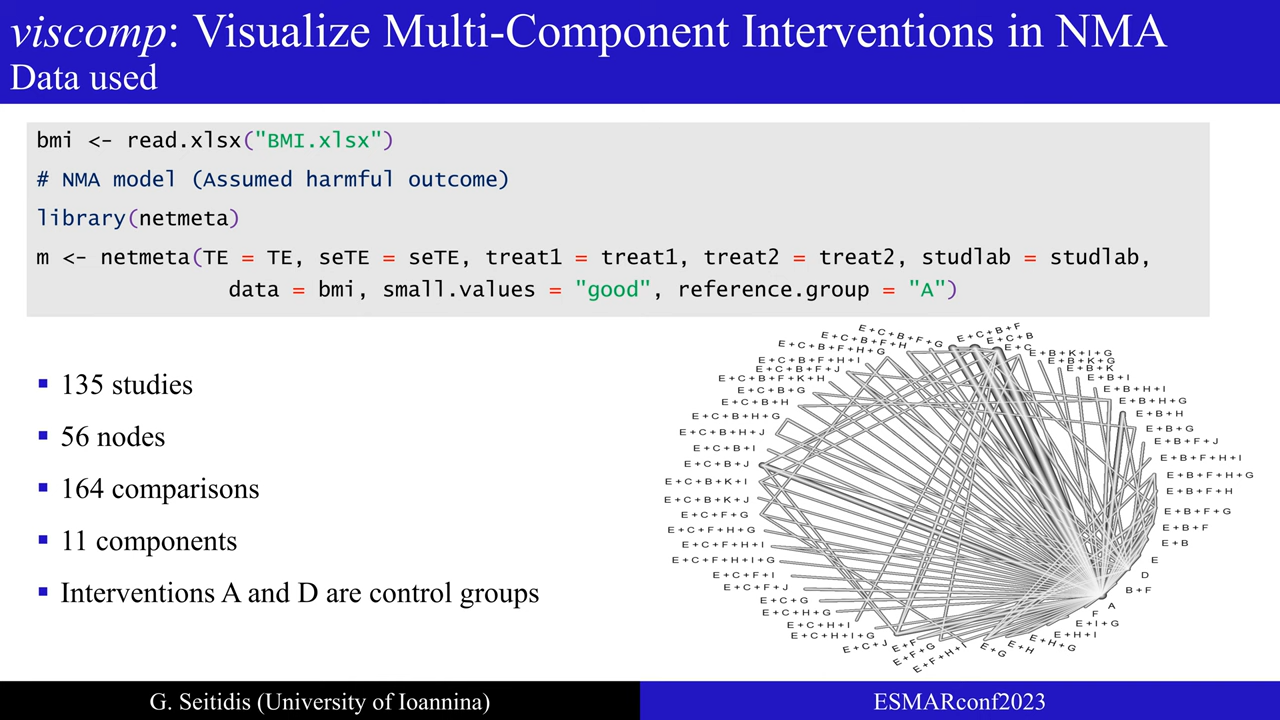 viscomp: Visualize Multi-Component Interventions in NMA
Data used
bmi <- read.xlsx("BMI.xlsx")
# NMA model (Assumed harmful outcome)
library(netmeta)
m <- netmeta(TE = TE, seTE = seTE, treat1 = treat1, treat2 = treat2, studlab = studlab,
data = bmi, small.values = "good", reference.group = "A")
135 studies
56 nodes
164 comparisons
11 components
Interventions A and D are control groups
E+C+B+F
E+C+B
E+C
E+B+K+I+G
E+B+K+G
E+B+K
E+B+I
E+B+H+I
E+B+H+G
E+B+H
E+B+G
E+B+F+J
E+B+F+H+I
E+B+F+H+G
E+B+F+H
E+B+F+G
E+B+F
E+B
E
D
B+F
A
F
E+I+G
E+H+I
E+H+G
E+H
E+G
E+F+H+I
E+F+G
E+F
E+C+J
E+C+H+I+G
E+C+H+I
E+C+H+G
E+C+G
E+C+F+J
E+C+F+I
E+C+F+H+I+G
E+C+F+H+I
E+C+F+H+G
E+C+F+G
E+C+B+K+J
E+C+B+K+I
E+C+B+J
E+C+B+I
E+C+B+H+J
E+C+B+H+G
E+C+B+H
E+C+B+G
E+C+B+F+K+H
E+C+B+F+J
E+C+B+F+H+I
E+C+B+F+H+G
E+C+B+F+H
E+C+B+F+G
G. Seitidis (University of Ioannina)
ESMARconf2023